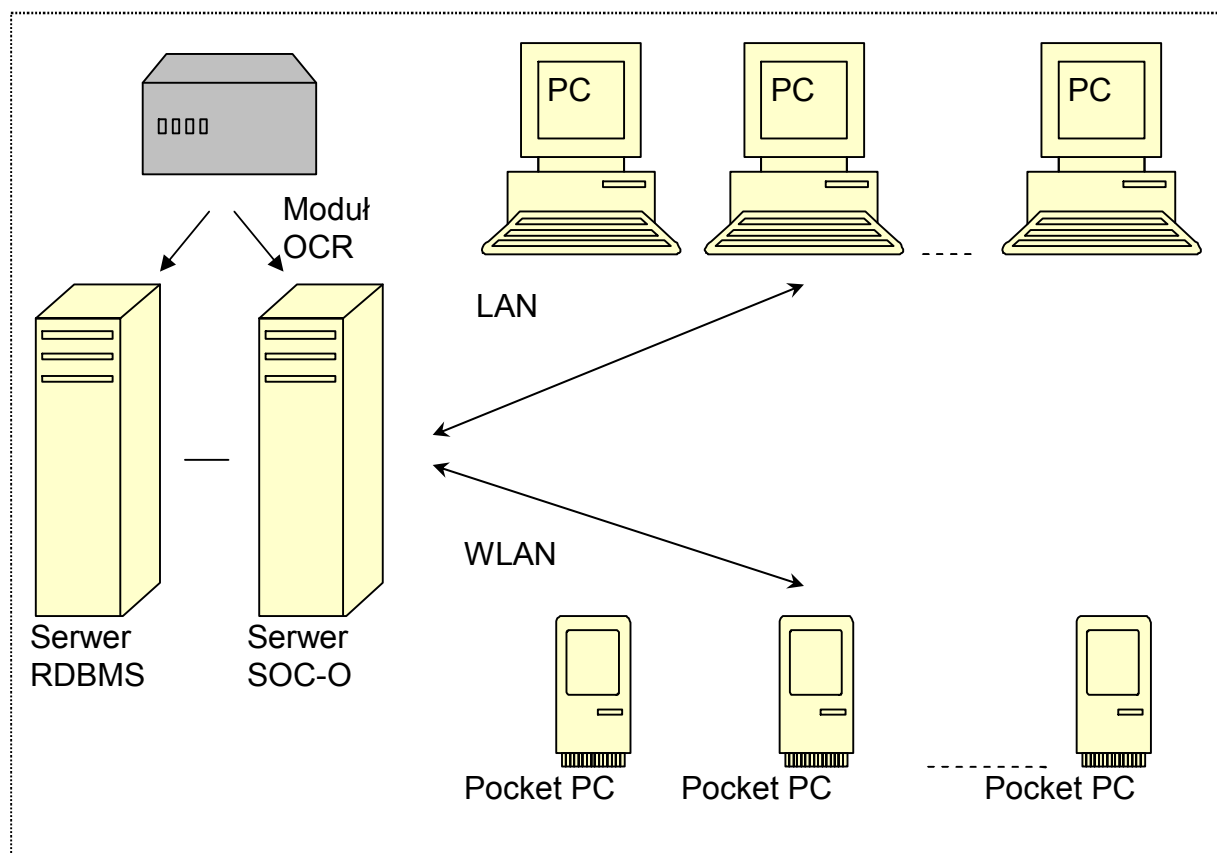 PC
PC
PC
Moduł
OCR
LAN
WLAN
Serwer
RDBMS
Serwer
SOC-O
Pocket PC
Pocket PC
Pocket PC